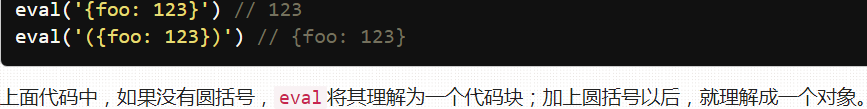 eval('{foo: 123}') // 123
eval('({foo: 123})') // {foo: 123}
上面代码中，如果没有圆括号，eval将其理解为一个代码块；加上圆括号以后，就理解成一个对象。